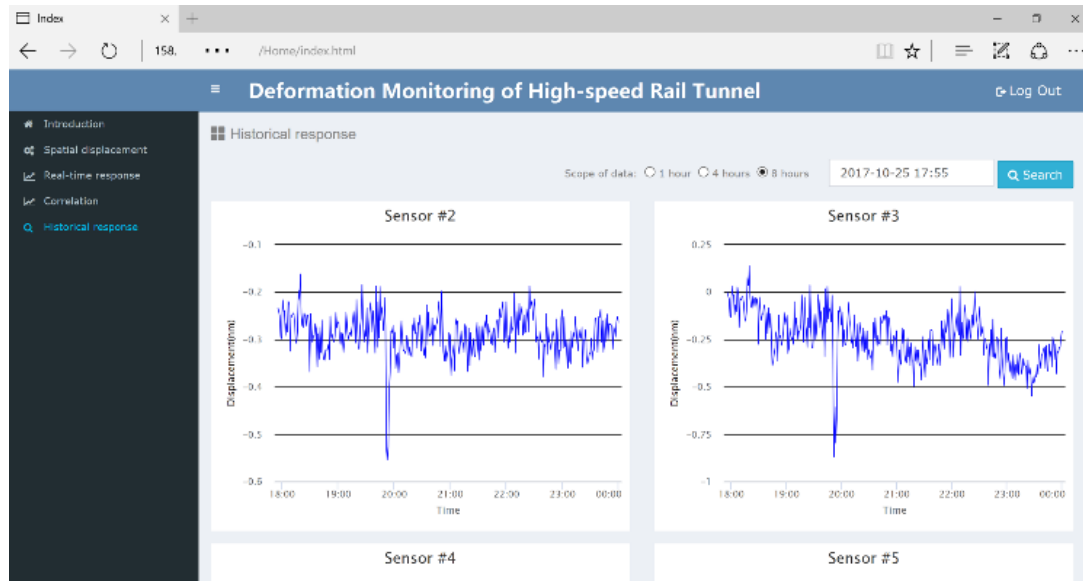 Index
158. ••• /Home/index.html
Deformation Monitoring of High-speed Rail Tunnel
Log Out
Introduction
Spatial displacement
Real-time response
Correlation
Historical response
Historical response
Scope of data: 1 hour 4 hours 8 hours 2017-10-25 17:55 Search
Sensor #2
-0.1
-0.2
-0.3
-0.4
-0.5
-0.6
Displacement(mm)
18:00 19:00 20:00 21:00 22:00 23:00 00:00
Time
Sensor #3
0.25
0
-0.25
-0.5
-0.75
-1
Displacement(mm)
18:00 19:00 20:00 21:00 22:00 23:00 00:00
Time
Sensor #4
Sensor #5